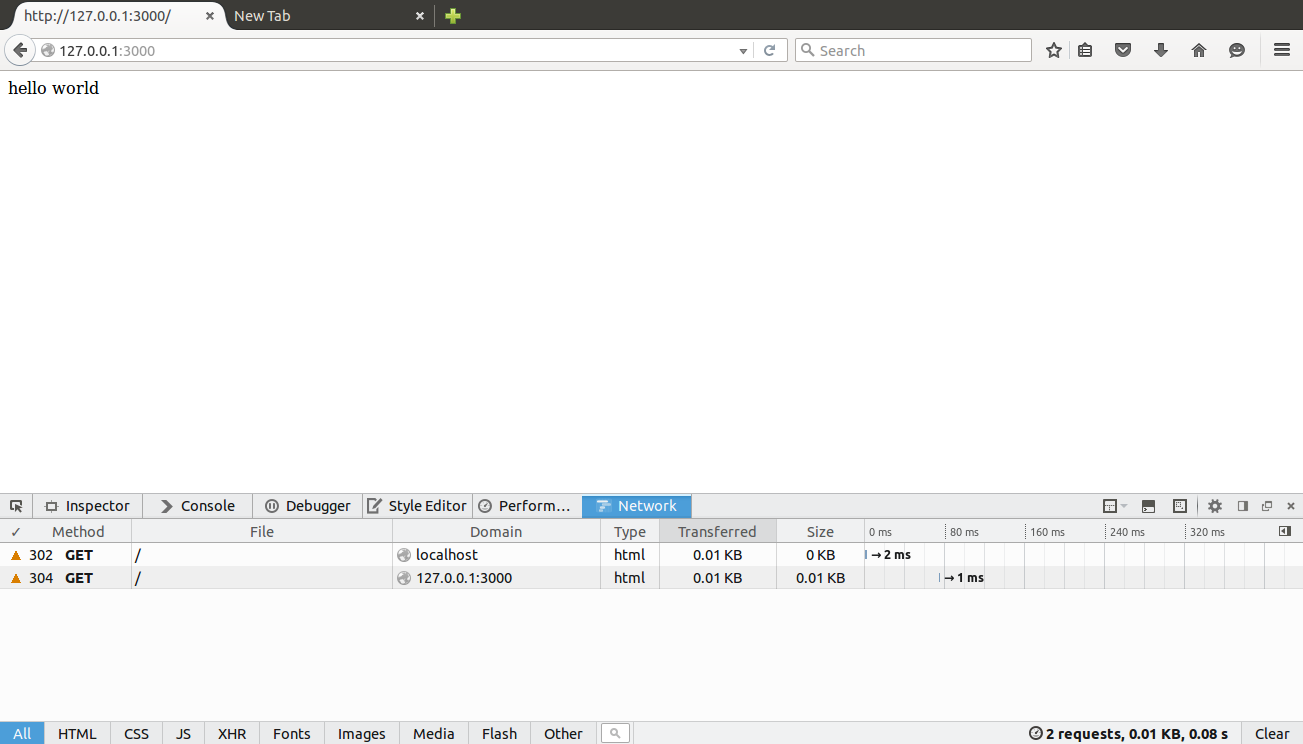 http://127.0.0.1:3000/ × New Tab ×
127.0.0.1:3000 Search
hello world
Inspector Console Debugger Style Editor Perform… Network
✓ Method File Domain Type Transferred Size 0 ms 80 ms 160 ms 240 ms 320 ms
302 GET / localhost html 0.01 KB 0 KB → 2 ms
304 GET / 127.0.0.1:3000 html 0.01 KB 0.01 KB → 1 ms
All HTML CSS JS XHR Fonts Images Media Flash Other 2 requests, 0.01 KB, 0.08 s Clear